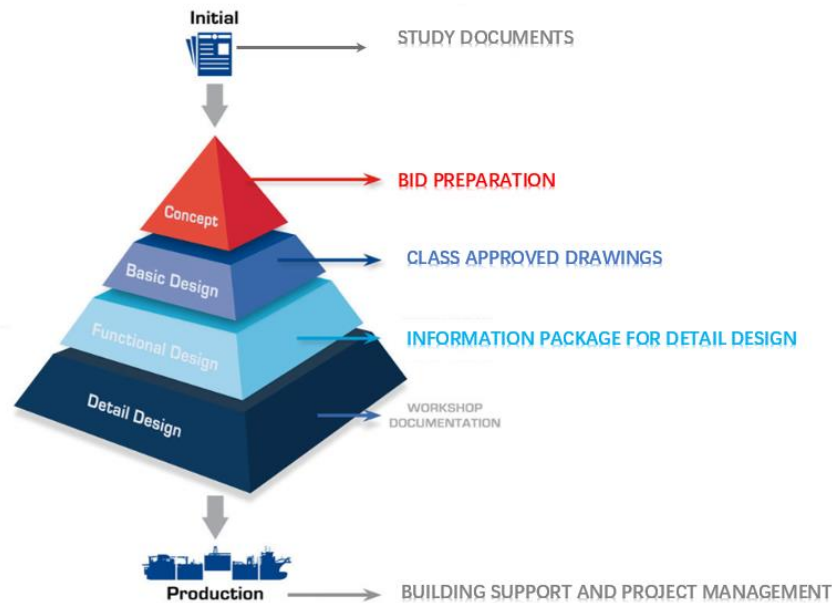 Initial
STUDY DOCUMENTS
BID PREPARATION
Concept
CLASS APPROVED DRAWINGS
Basic Design
INFORMATION PACKAGE FOR DETAIL DESIGN
Functional Design
Detail Design
WORKSHOP
DOCUMENTATION
Production
BUILDING SUPPORT AND PROJECT MANAGEMENT